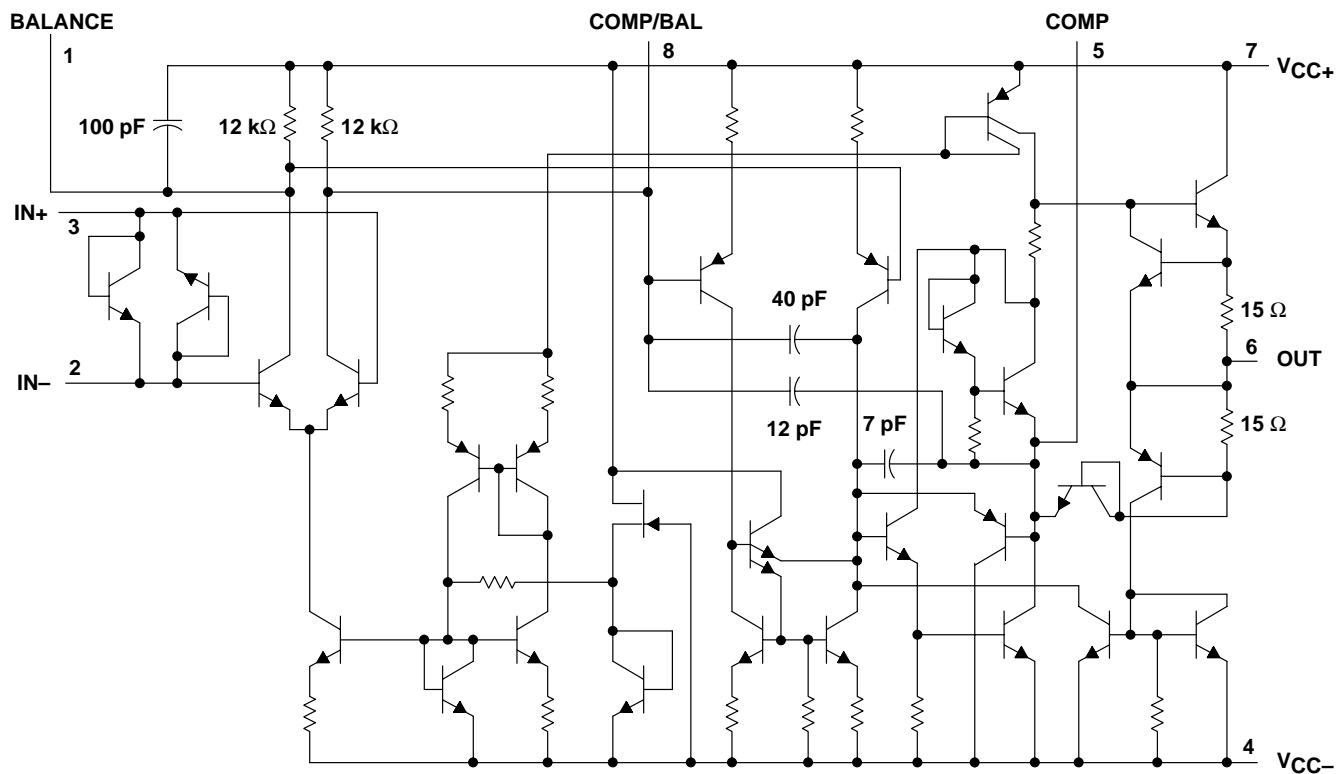 BALANCE
COMP/BAL
COMP
1
8
5
7
VCC+
100 pF
12 kΩ
12 kΩ
IN+
3
40 pF
15 Ω
6
OUT
2
IN–
12 pF
7 pF
15 Ω
4
VCC–